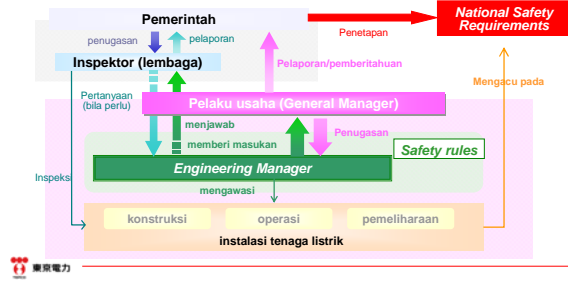 Pemerintah
National Safety
Requirements
penugasan
pelaporan
Penetapan
Inspektor (lembaga)
Pelaporan/pemberitahuan
Mengacu pada
Pertanyaan
(bila perlu)
Pelaku usaha (General Manager)
menjawab
memberi masukan
Penugasan
Safety rules
Engineering Manager
Inspeksi
mengawasi
konstruksi
operasi
pemeliharaan
instalasi tenaga listrik
東京電力